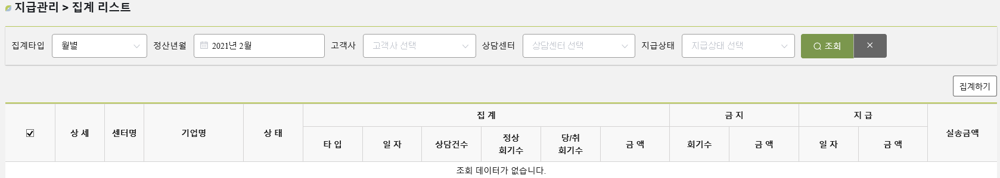 지급관리 > 집계 리스트
집계타입 월별 정산년월 2021년 2월 고객사 고객사 선택 상담센터 상담센터 선택 지급상태 지급상태 선택 조회 ×
집계하기
상 세 센터명 기업명 상 태 집 계 금 지 지 급 실송금액
타 입 일 자 상담건수 정상 회기수 당/취 회기수 금 액 회기수 금 액 일 자 금 액
조회 데이터가 없습니다.